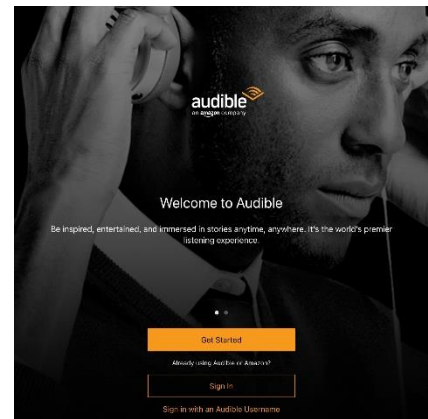 audible
an amazon company
Welcome to Audible
Be inspired, entertained, and immersed in stories anytime, anywhere. It's the world's premier
listening experience.
Get Started
Already using Audible or Amazon?
Sign In
Sign in with an Audible Username